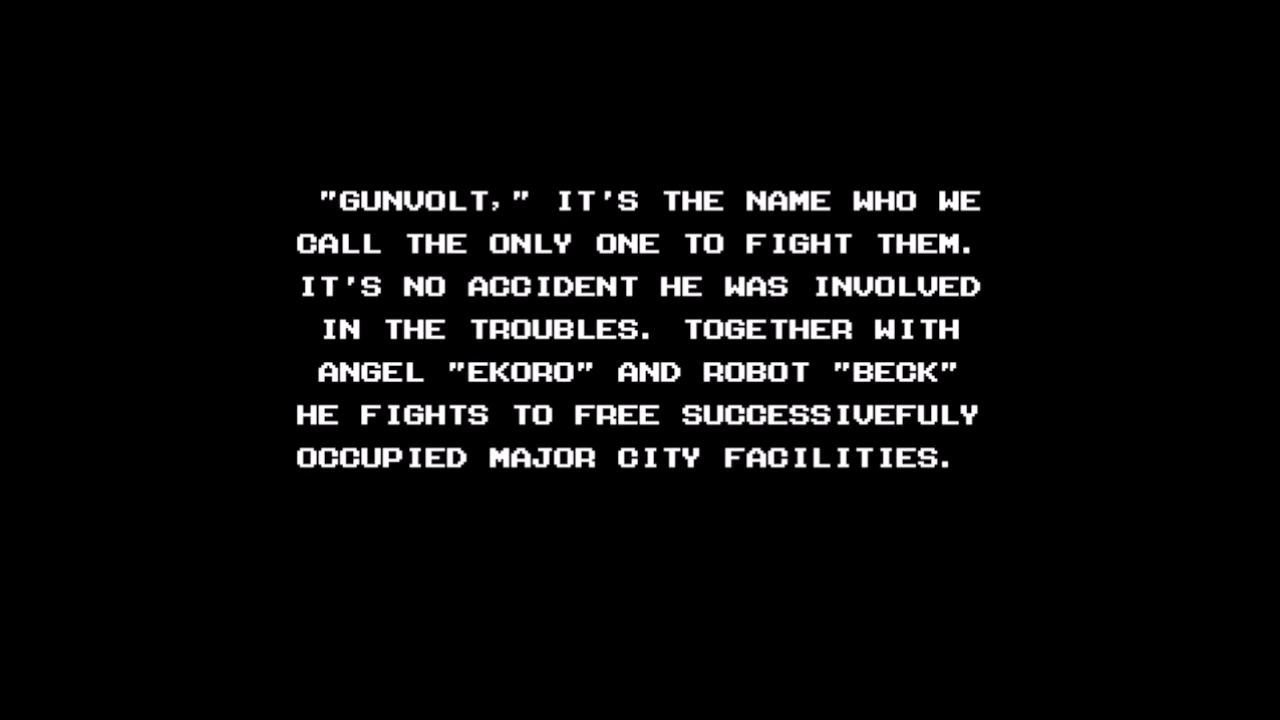 "GUNVOLT," IT'S THE NAME WHO WE
CALL THE ONLY ONE TO FIGHT THEM.
IT'S NO ACCIDENT HE WAS INVOLVED
IN THE TROUBLES. TOGETHER WITH
ANGEL "EKORO" AND ROBOT "BECK"
HE FIGHTS TO FREE SUCCESSIVEFULY
OCCUPIED MAJOR CITY FACILITIES.